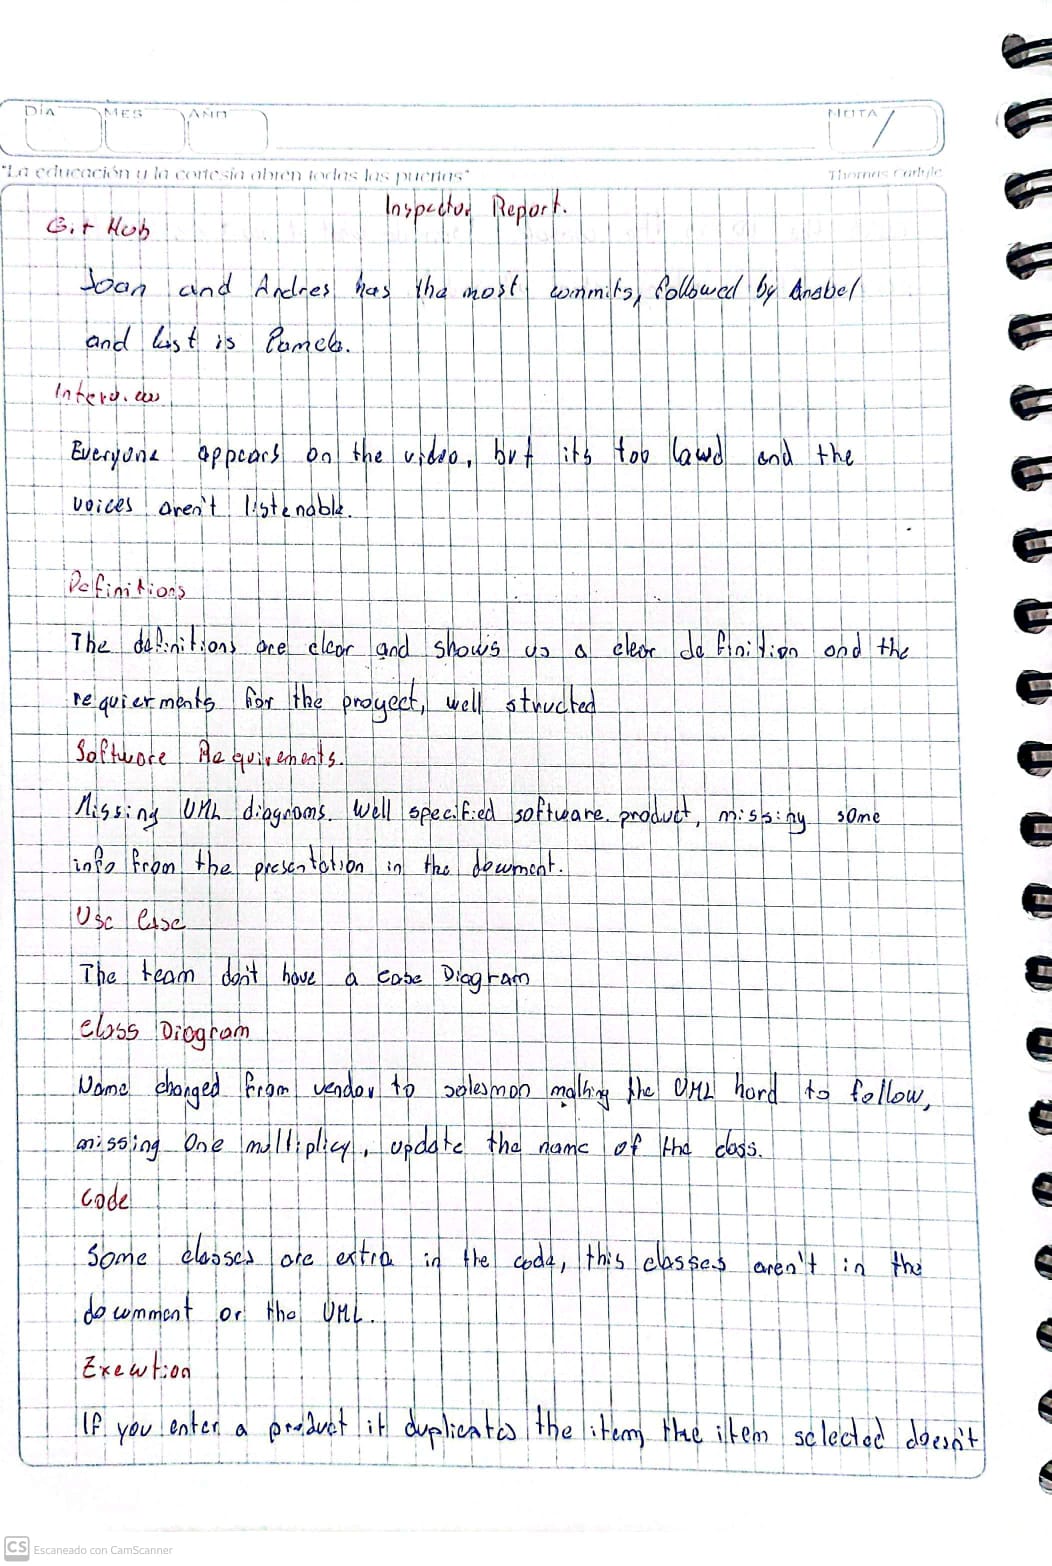 DÍA MES AÑO NOTA
"La educación y la cortesía abren todas las puertas" Thomas Carlyle
Inspector Report.
Git Hub
Joan and Andres has the most commits, followed by Anabel
and last is Pamela.
Interview
Everyone appears on the video, but its too lawd and the
voices aren't listenable.
Definitions
The definitions are clear and shows us a clear definition and the
requierments for the proyect, well structed
Software Requirements.
Missing UML diagrams. Well specified software product, missing some
info from the presentation in the document.
Use Case
The team don't have a case Diagram
Class Diagram
Name changed from vendor to salesman making the UML hard to follow,
missing One multiplicy, update the name of the class.
Code
Some classes are extra in the code, this classes aren't in the
documment or the UML.
Execution
If you enter a product it duplicates the item, the item selected doesn't
CS Escaneado con CamScanner